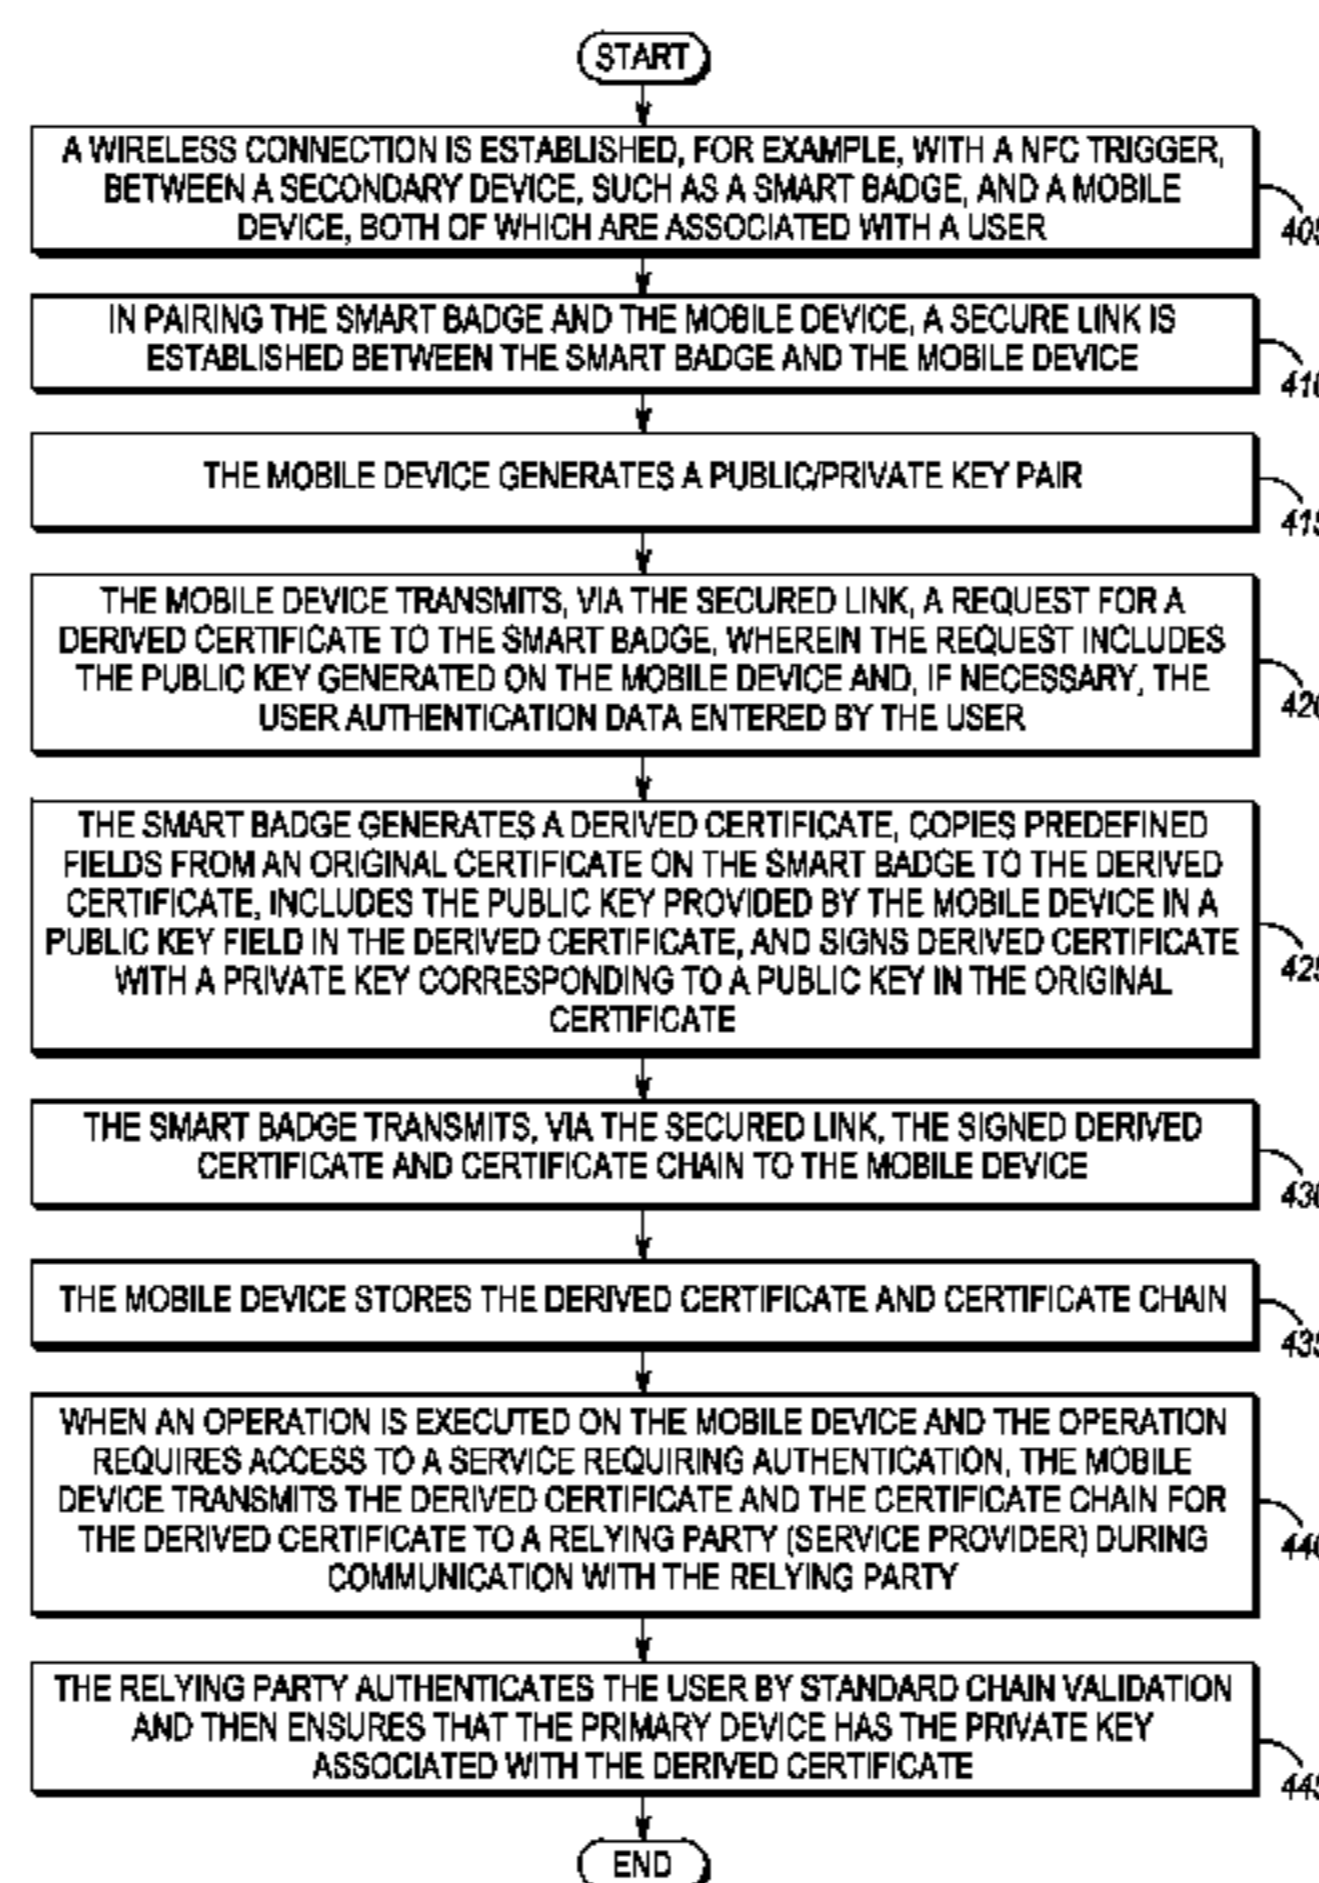 START
A WIRELESS CONNECTION IS ESTABLISHED, FOR EXAMPLE, WITH A NFC TRIGGER,
BETWEEN A SECONDARY DEVICE, SUCH AS A SMART BADGE, AND A MOBILE
DEVICE, BOTH OF WHICH ARE ASSOCIATED WITH A USER
405
IN PAIRING THE SMART BADGE AND THE MOBILE DEVICE, A SECURE LINK IS
ESTABLISHED BETWEEN THE SMART BADGE AND THE MOBILE DEVICE
410
THE MOBILE DEVICE GENERATES A PUBLIC/PRIVATE KEY PAIR
415
THE MOBILE DEVICE TRANSMITS, VIA THE SECURED LINK, A REQUEST FOR A
DERIVED CERTIFICATE TO THE SMART BADGE, WHEREIN THE REQUEST INCLUDES
THE PUBLIC KEY GENERATED ON THE MOBILE DEVICE AND, IF NECESSARY, THE
USER AUTHENTICATION DATA ENTERED BY THE USER
420
THE SMART BADGE GENERATES A DERIVED CERTIFICATE, COPIES PREDEFINED
FIELDS FROM AN ORIGINAL CERTIFICATE ON THE SMART BADGE TO THE DERIVED
CERTIFICATE, INCLUDES THE PUBLIC KEY PROVIDED BY THE MOBILE DEVICE IN A
PUBLIC KEY FIELD IN THE DERIVED CERTIFICATE, AND SIGNS DERIVED CERTIFICATE
WITH A PRIVATE KEY CORRESPONDING TO A PUBLIC KEY IN THE ORIGINAL
CERTIFICATE
425
THE SMART BADGE TRANSMITS, VIA THE SECURED LINK, THE SIGNED DERIVED
CERTIFICATE AND CERTIFICATE CHAIN TO THE MOBILE DEVICE
430
THE MOBILE DEVICE STORES THE DERIVED CERTIFICATE AND CERTIFICATE CHAIN
435
WHEN AN OPERATION IS EXECUTED ON THE MOBILE DEVICE AND THE OPERATION
REQUIRES ACCESS TO A SERVICE REQUIRING AUTHENTICATION, THE MOBILE
DEVICE TRANSMITS THE DERIVED CERTIFICATE AND THE CERTIFICATE CHAIN FOR
THE DERIVED CERTIFICATE TO A RELYING PARTY (SERVICE PROVIDER) DURING
COMMUNICATION WITH THE RELYING PARTY
440
THE RELYING PARTY AUTHENTICATES THE USER BY STANDARD CHAIN VALIDATION
AND THEN ENSURES THAT THE PRIMARY DEVICE HAS THE PRIVATE KEY
ASSOCIATED WITH THE DERIVED CERTIFICATE
445
END